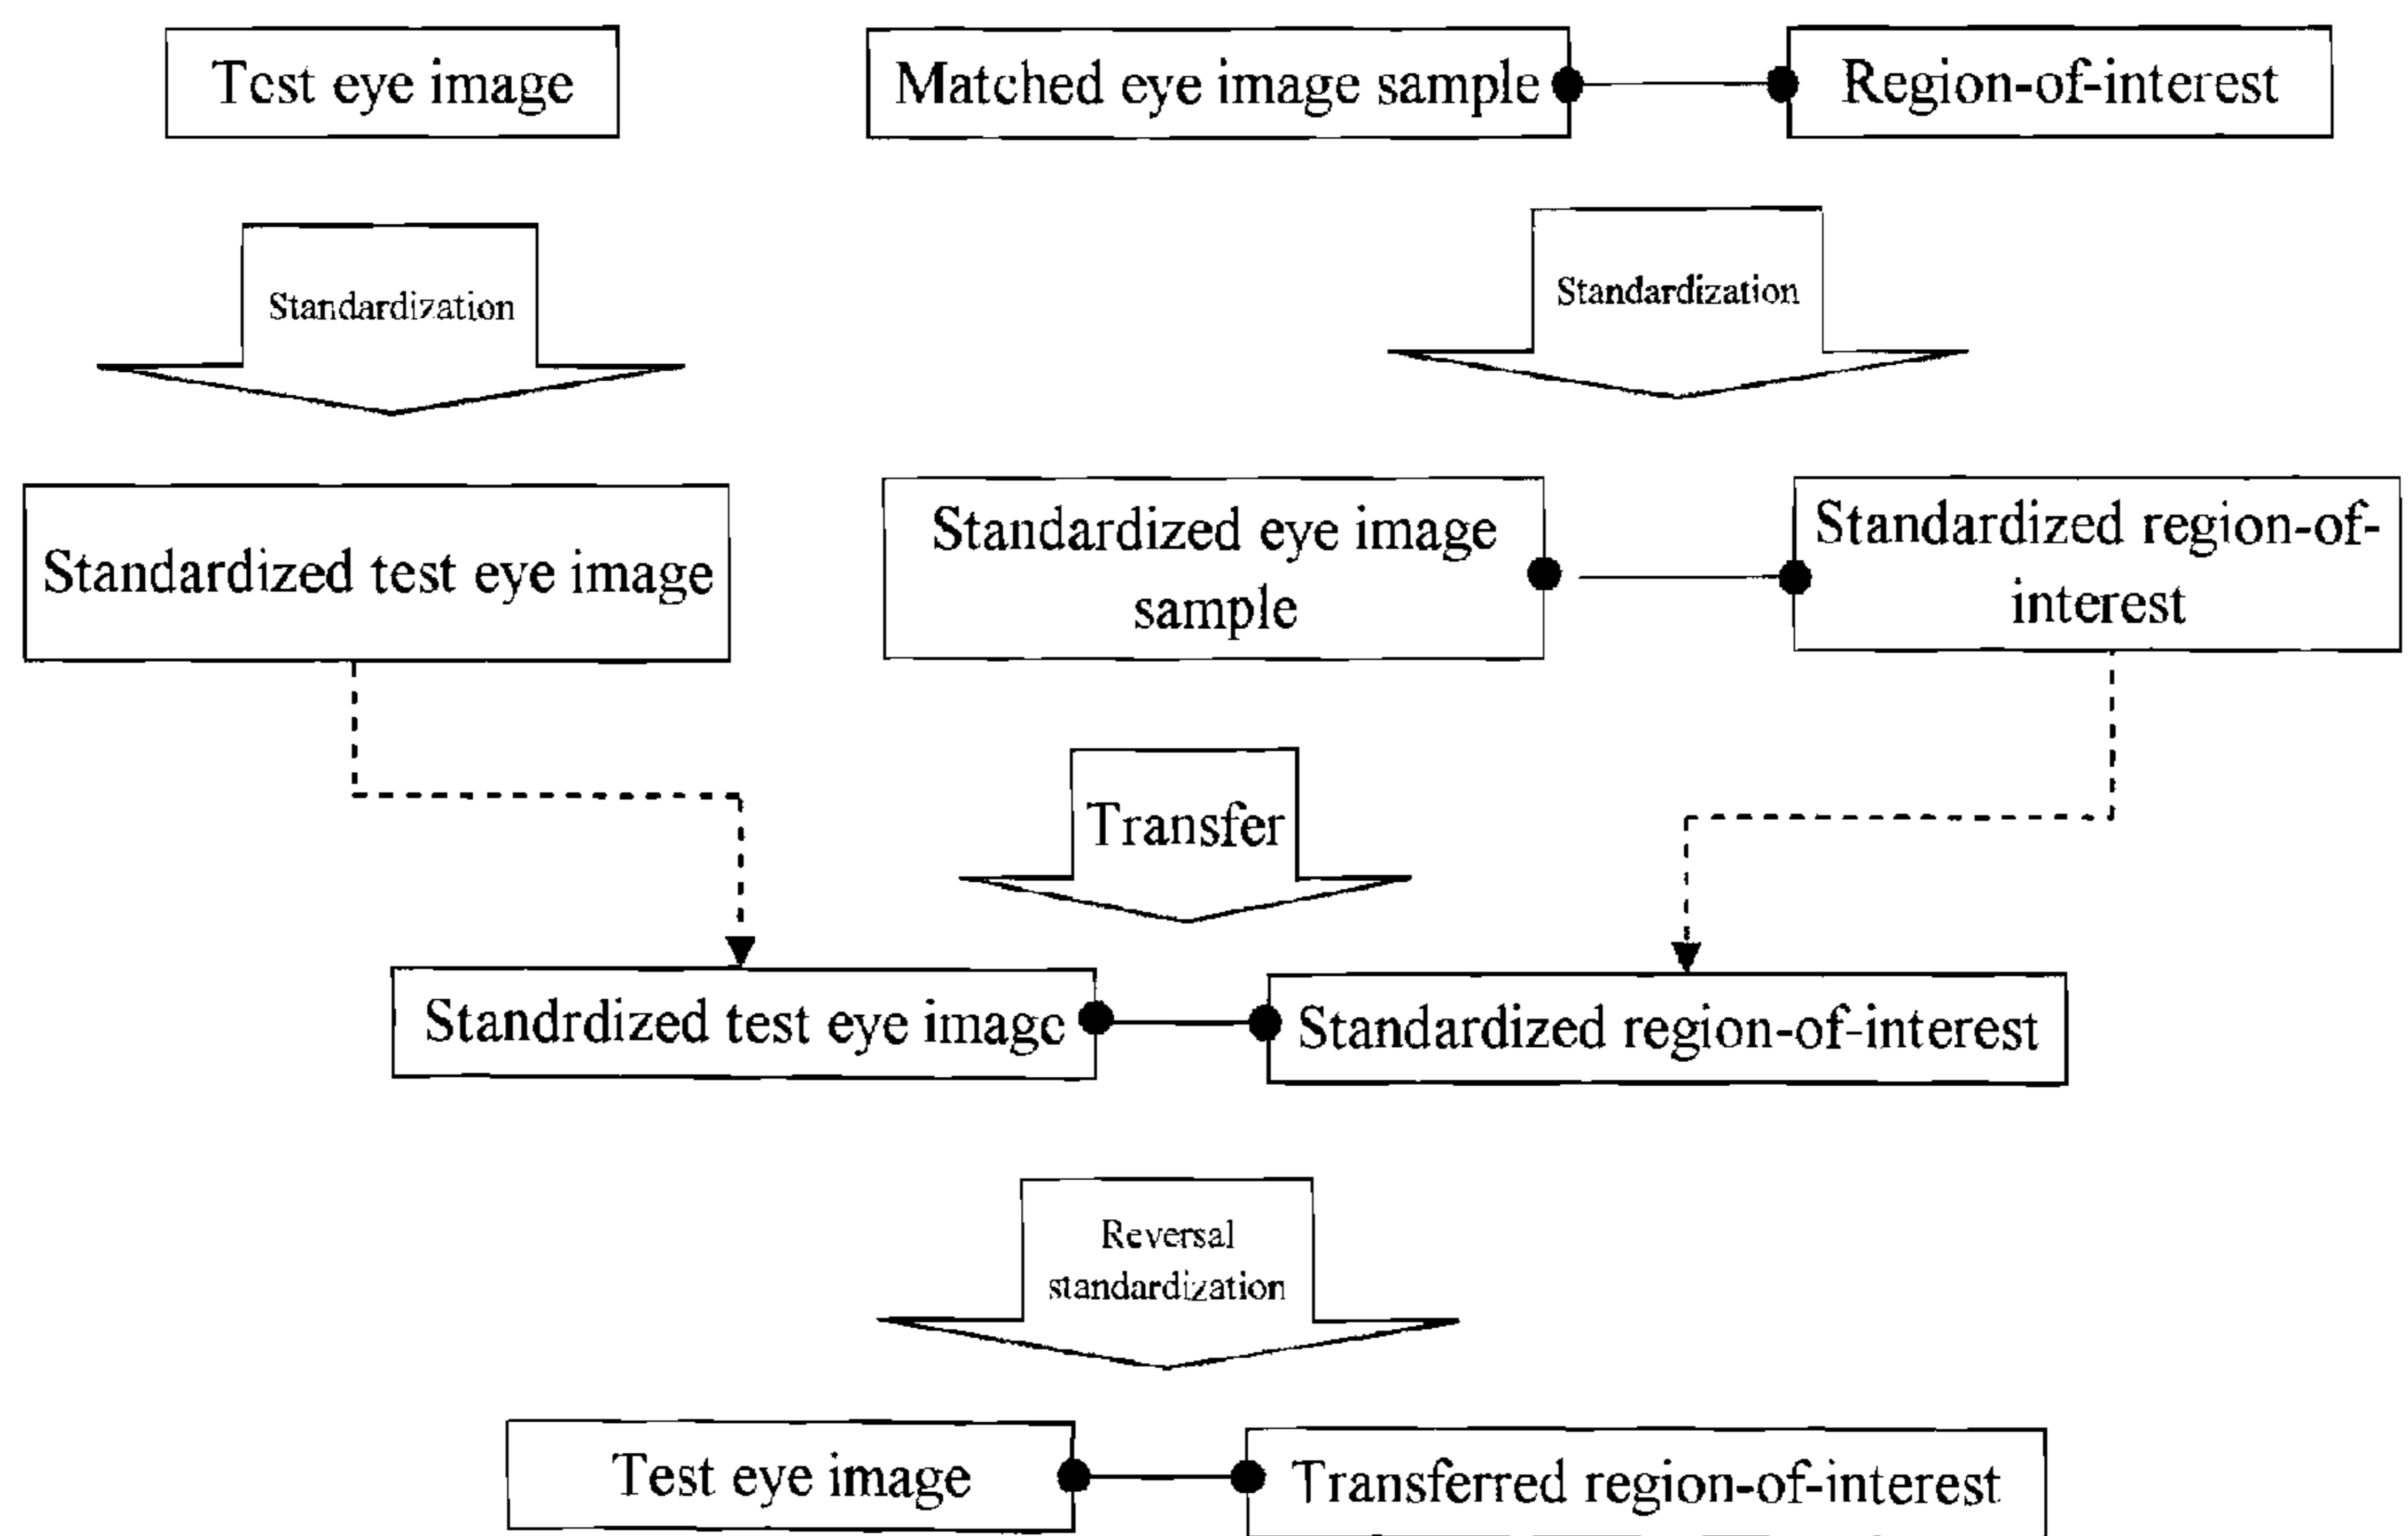 Test eye image
Matched eye image sample
Region-of-interest
Standardization
Standardization
Standardized test eye image
Standardized eye image
sample
Standardized region-of-
interest
Transfer
Standrdized test eye image
Standardized region-of-interest
Reversal
standardization
Test eye image
Transferred region-of-interest